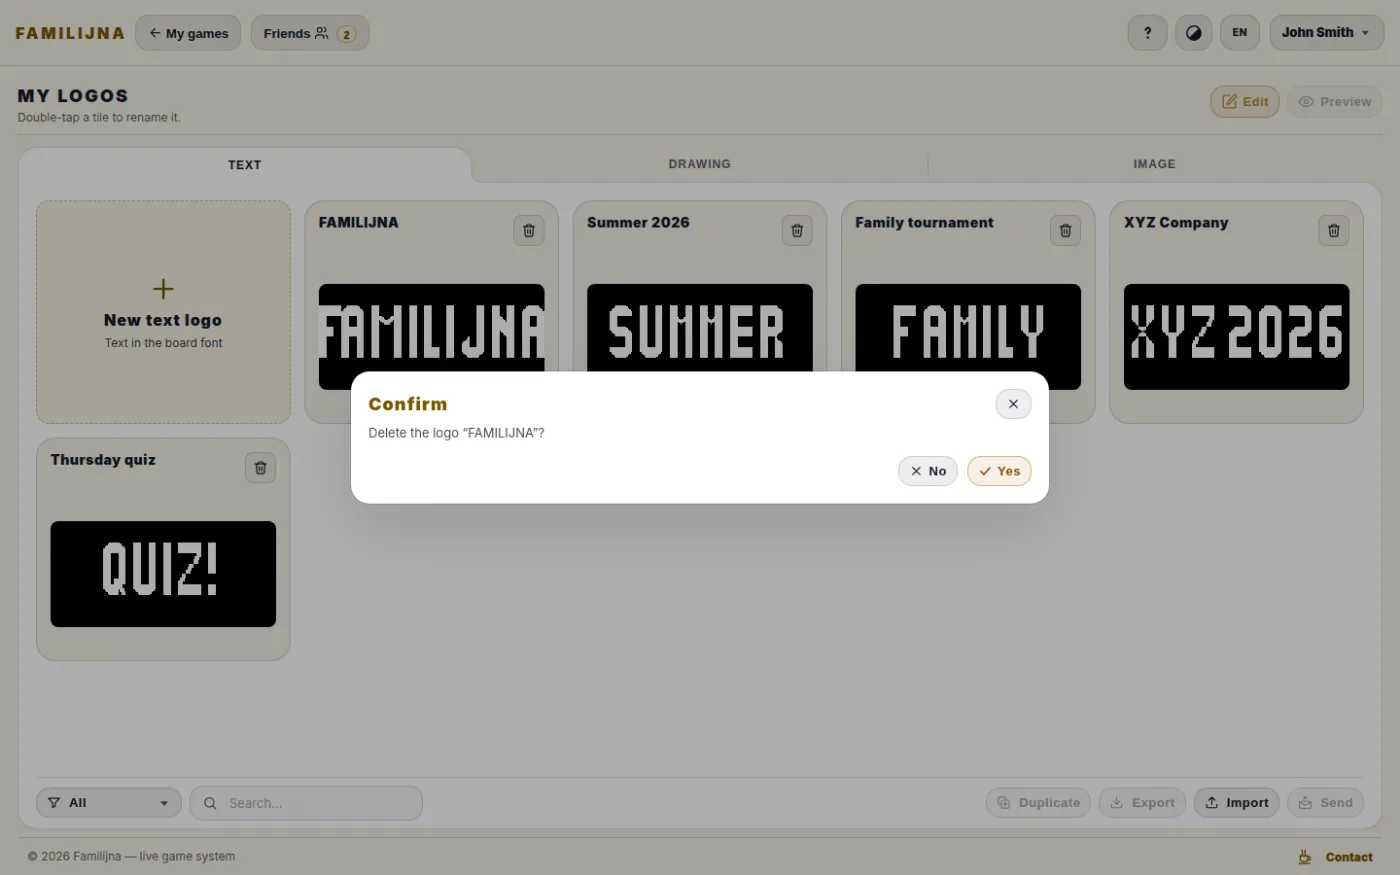 FAMILIJNA
My games
Friends 2
?
EN
John Smith
MY LOGOS
Double-tap a tile to rename it.
Edit
Preview
TEXT
DRAWING
IMAGE
New text logo
Text in the board font
FAMILIJNA
FAMILIJNA
Summer 2026
SUMMER
Family tournament
FAMILY
XYZ Company
XYZ 2026
Confirm
Delete the logo “FAMILIJNA”?
No
Yes
Thursday quiz
QUIZ!
All
Search...
Duplicate
Export
Import
Send
© 2026 Familijna — live game system
Contact